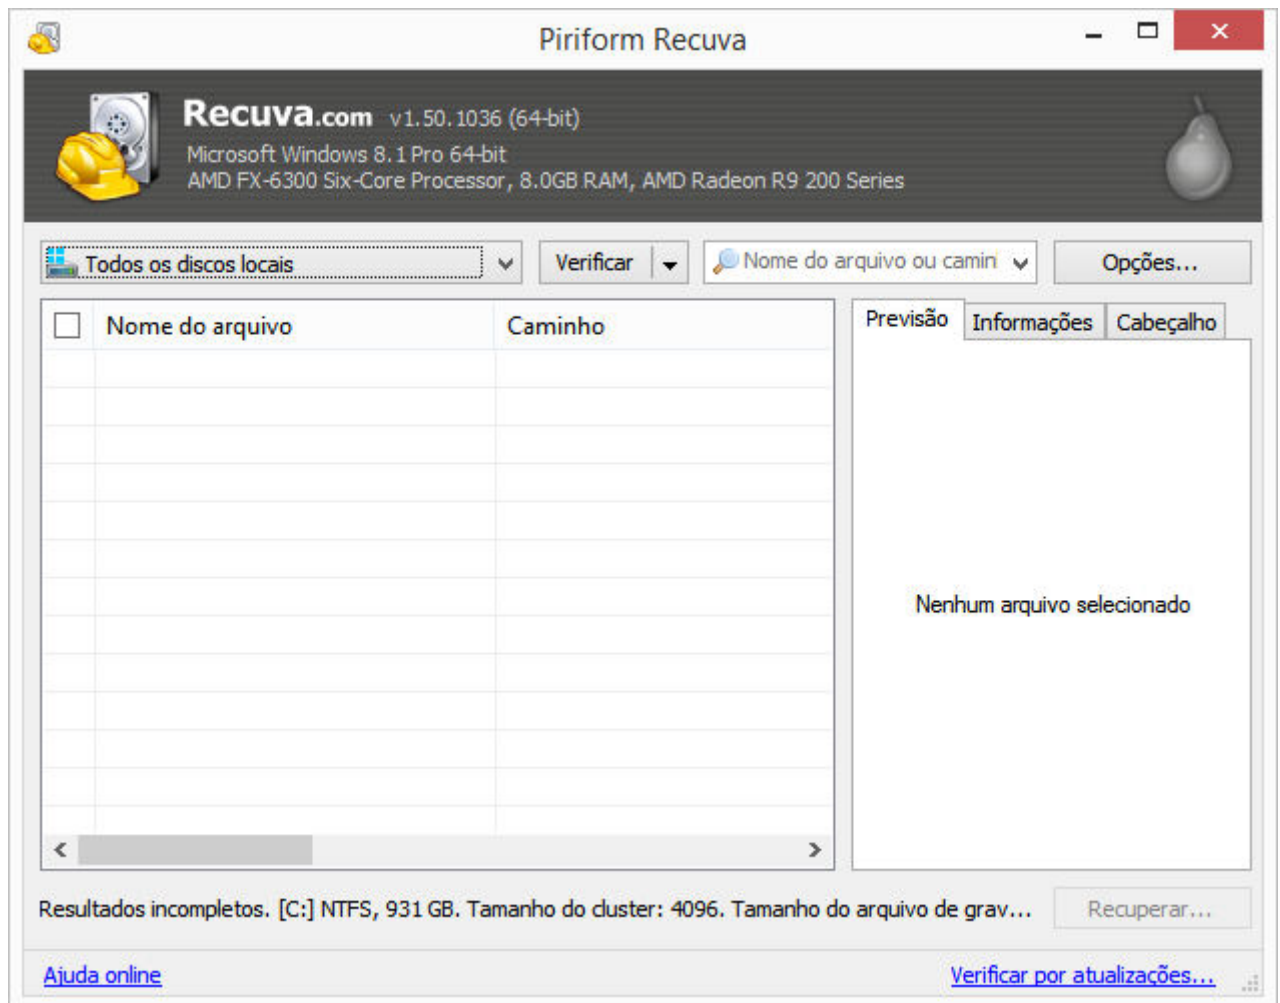 Piriform Recuva
Recuva.com v1.50.1036 (64-bit)
Microsoft Windows 8.1 Pro 64-bit
AMD FX-6300 Six-Core Processor, 8.0GB RAM, AMD Radeon R9 200 Series
Todos os discos locais
Verificar
Nome do arquivo ou camin
Opções...
Nome do arquivo
Caminho
Previsão
Informações
Cabeçalho
Nenhum arquivo selecionado
Resultados incompletos. [C:] NTFS, 931 GB. Tamanho do cluster: 4096. Tamanho do arquivo de grav...
Recuperar...
Ajuda online
Verificar por atualizações...